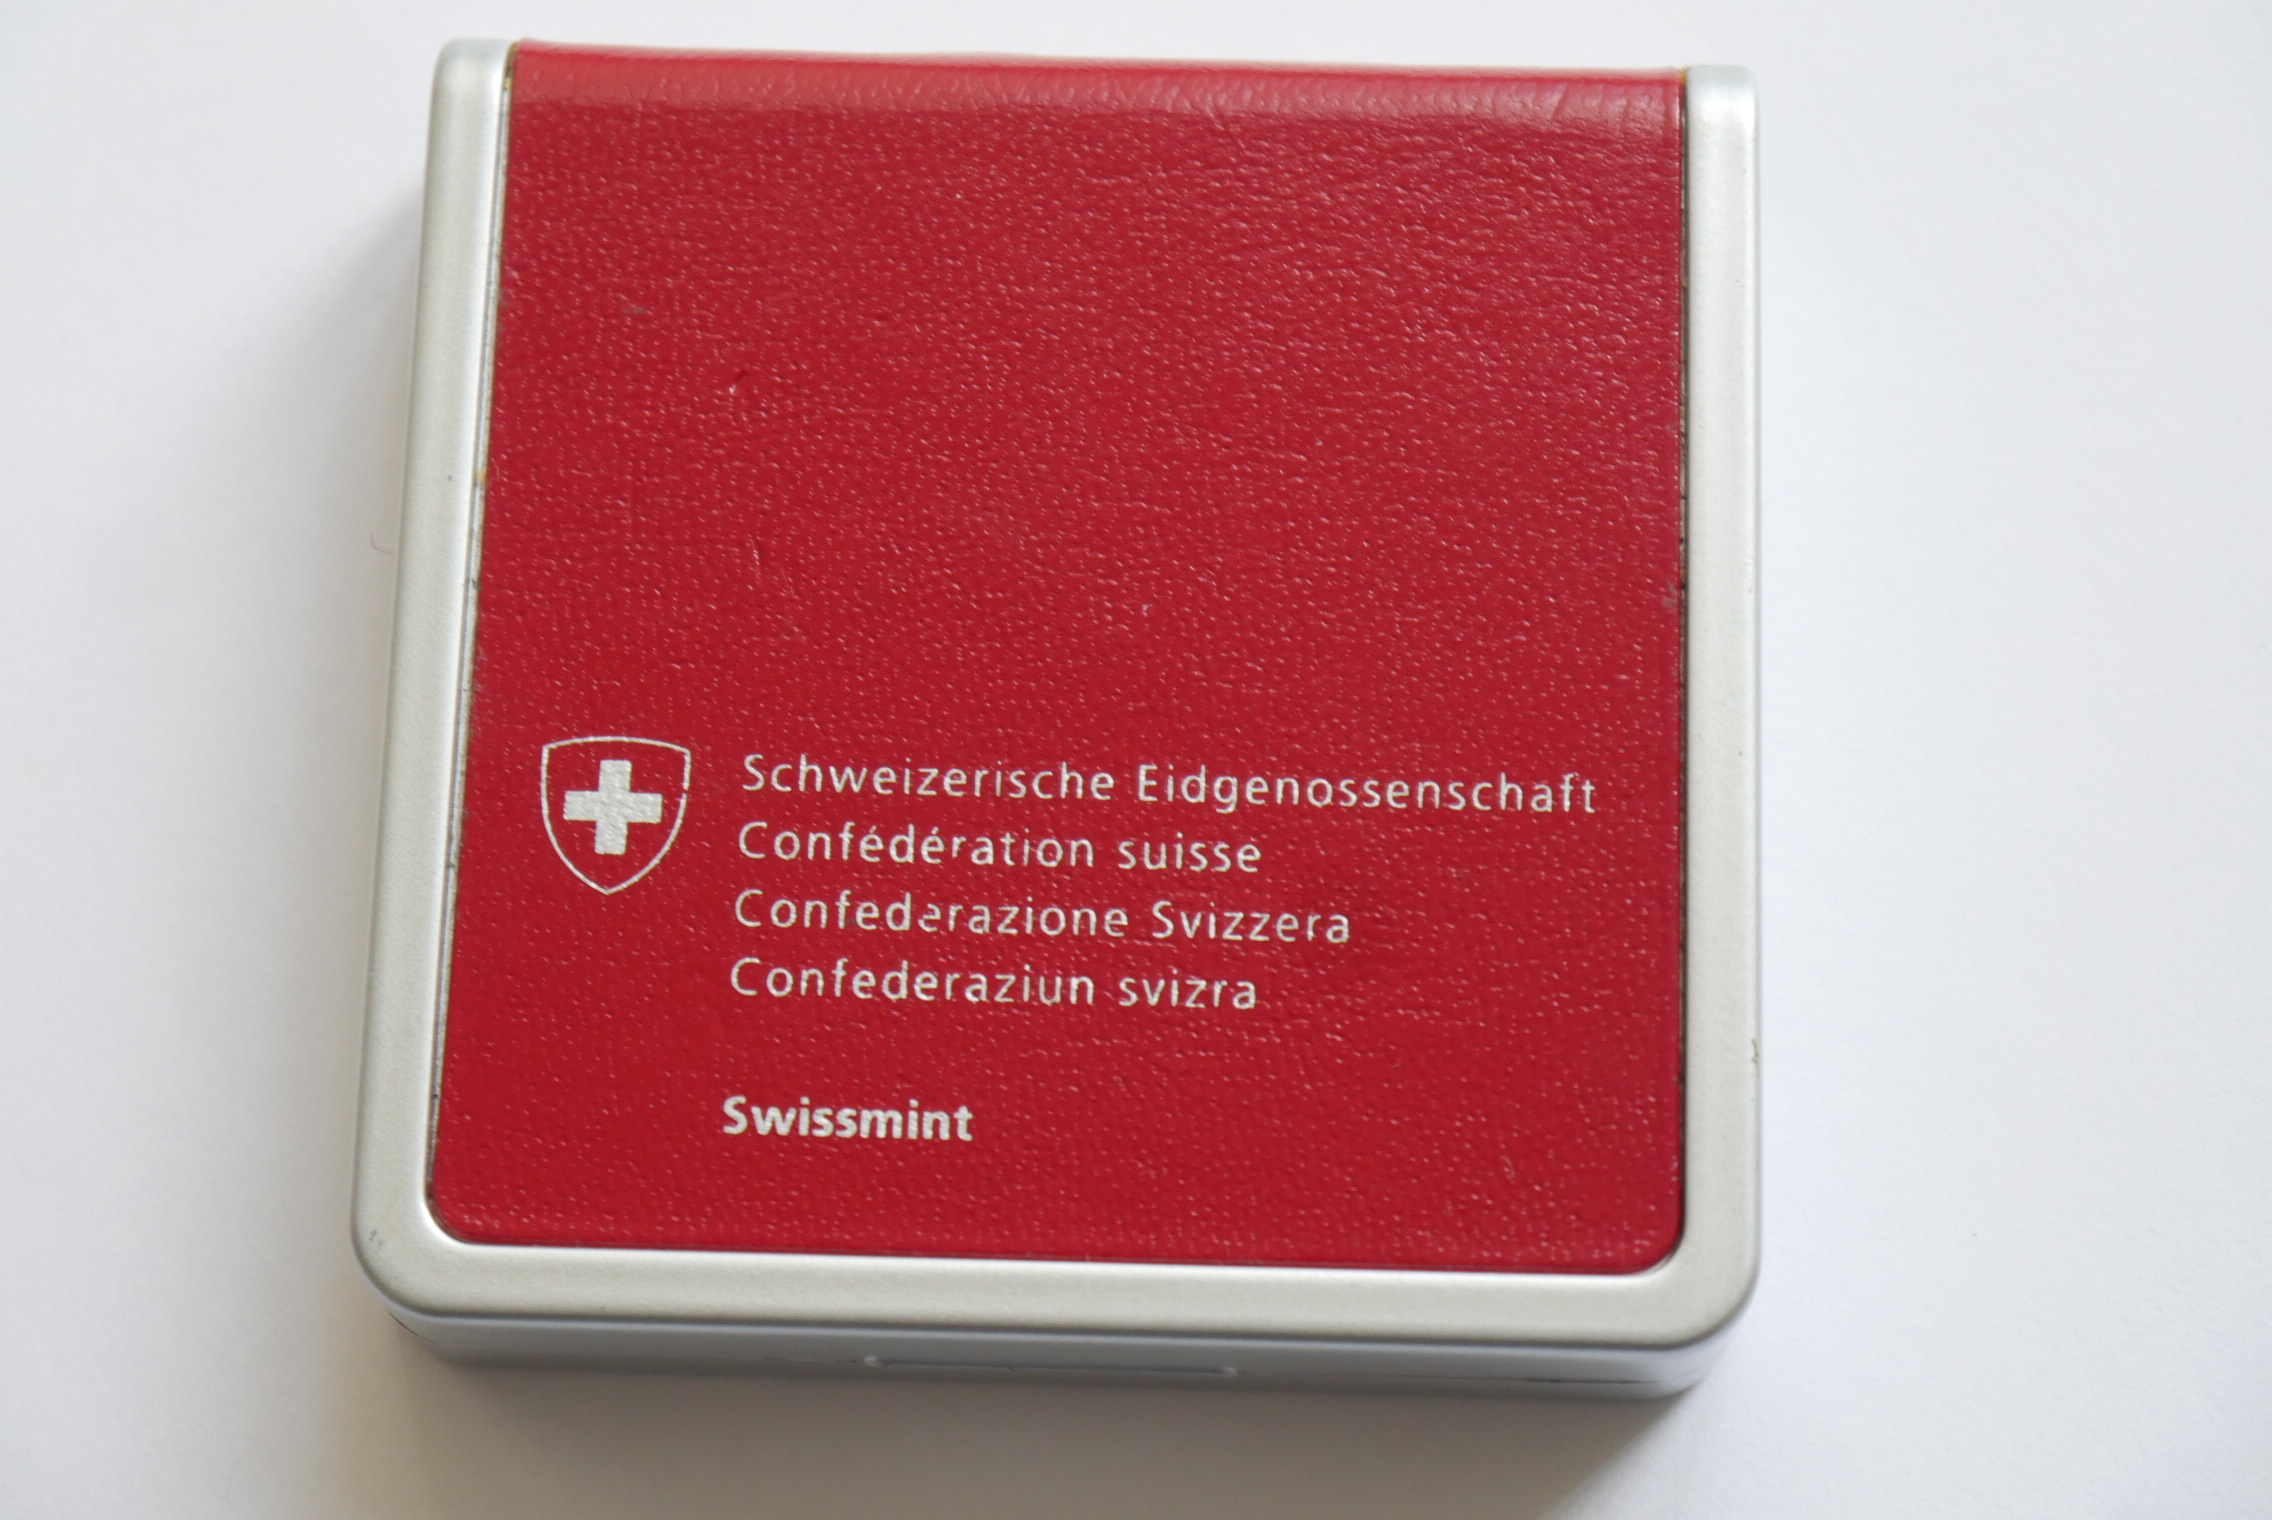 Schweizerische Eidgenossenschaft
Confédération suisse
Confederazione Svizzera
Confederaziun svizra
Swissmint